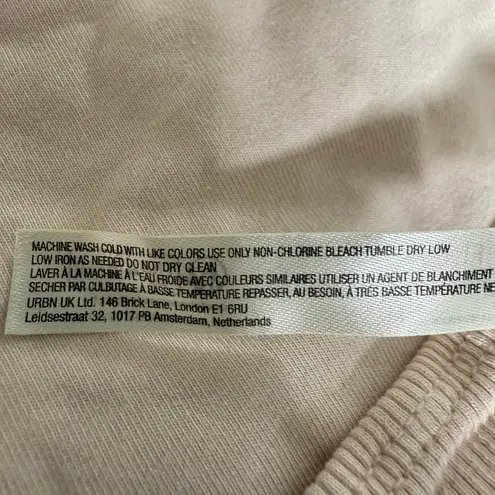 MACHINE WASH COLD WITH LIKE COLORS USE ONLY NON-CHLORINE BLEACH TUMBLE DRY LOW
LOW IRON AS NEEDED DO NOT DRY CLEAN
LAVER À LA MACHINE À L'EAU FROIDE AVEC COULEURS SIMILAIRES UTILISER UN AGENT DE BLANCHIMENT
SECHER PAR CULBUTAGE À BASSE TEMPÉRATURE REPASSER, AU BESOIN, À TRÈS BASSE TEMPÉRATURE NE
URBN UK Ltd. 146 Brick Lane, London E1 6RU
Leidsestraat 32, 1017 PB Amsterdam, Netherlands